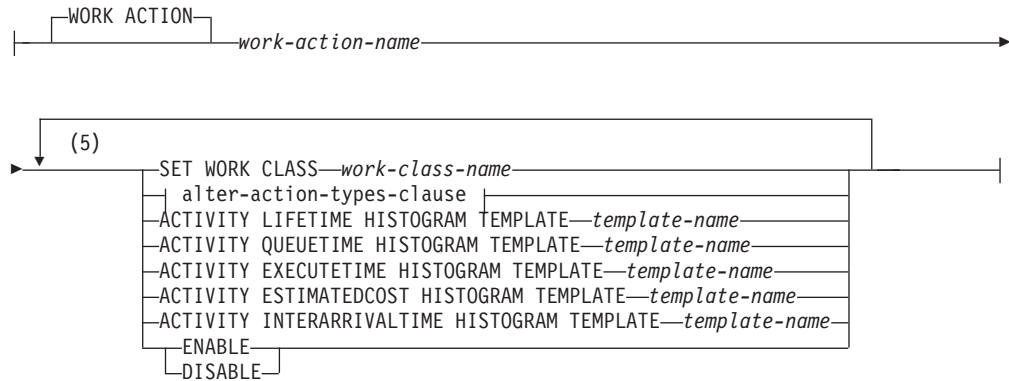 WORK ACTION
work-action-name
(5)
SET WORK CLASS work-class-name
alter-action-types-clause
ACTIVITY LIFETIME HISTOGRAM TEMPLATE template-name
ACTIVITY QUEUETIME HISTOGRAM TEMPLATE template-name
ACTIVITY EXECUTETIME HISTOGRAM TEMPLATE template-name
ACTIVITY ESTIMATEDCOST HISTOGRAM TEMPLATE template-name
ACTIVITY INTERARRIVALTIME HISTOGRAM TEMPLATE template-name
ENABLE
DISABLE